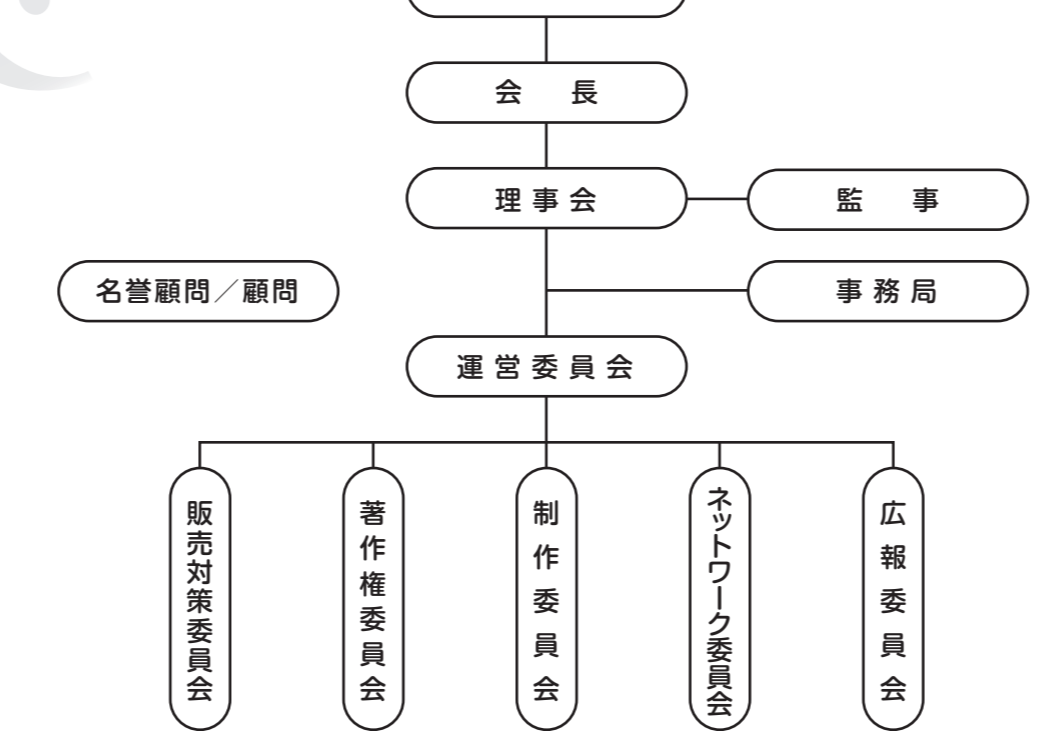 会　長
理事会
監　事
名誉顧問／顧問
事務局
運営委員会
販売対策委員会
著作権委員会
制作委員会
ネットワーク委員会
広報委員会